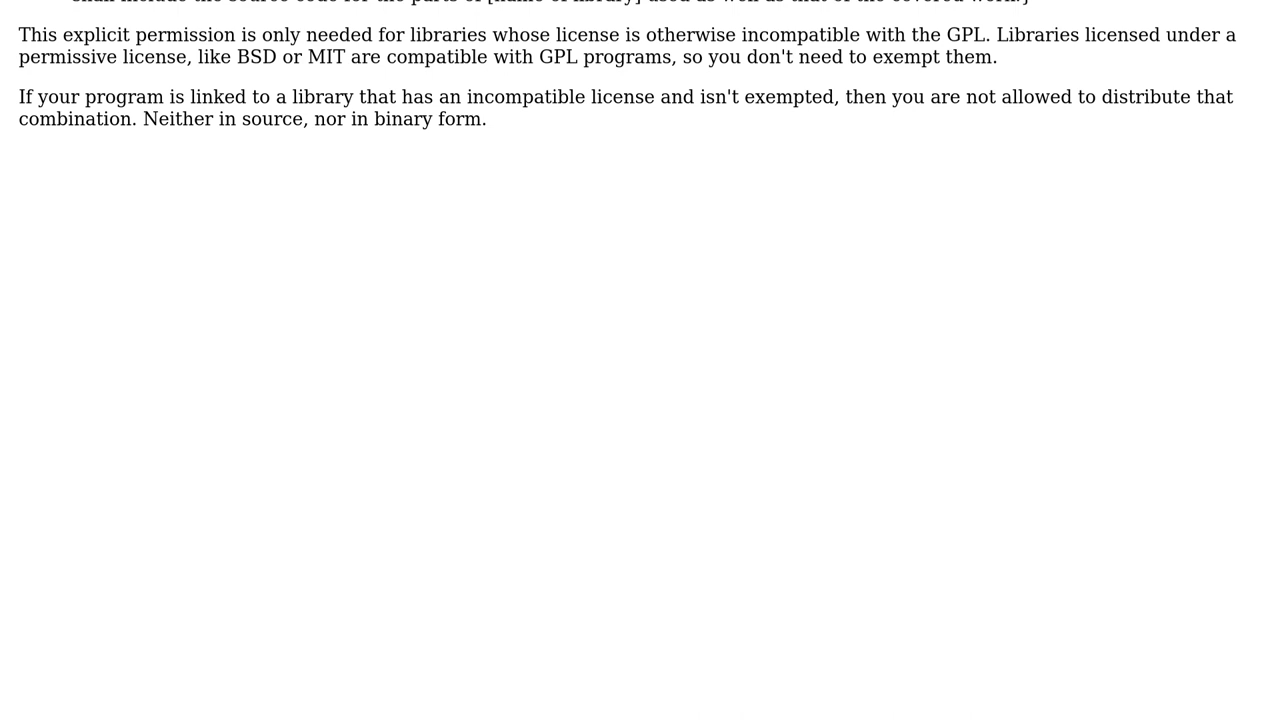 This explicit permission is only needed for libraries whose license is otherwise incompatible with the GPL. Libraries licensed under a
permissive license, like BSD or MIT are compatible with GPL programs, so you don't need to exempt them.
If your program is linked to a library that has an incompatible license and isn't exempted, then you are not allowed to distribute that
combination. Neither in source, nor in binary form.